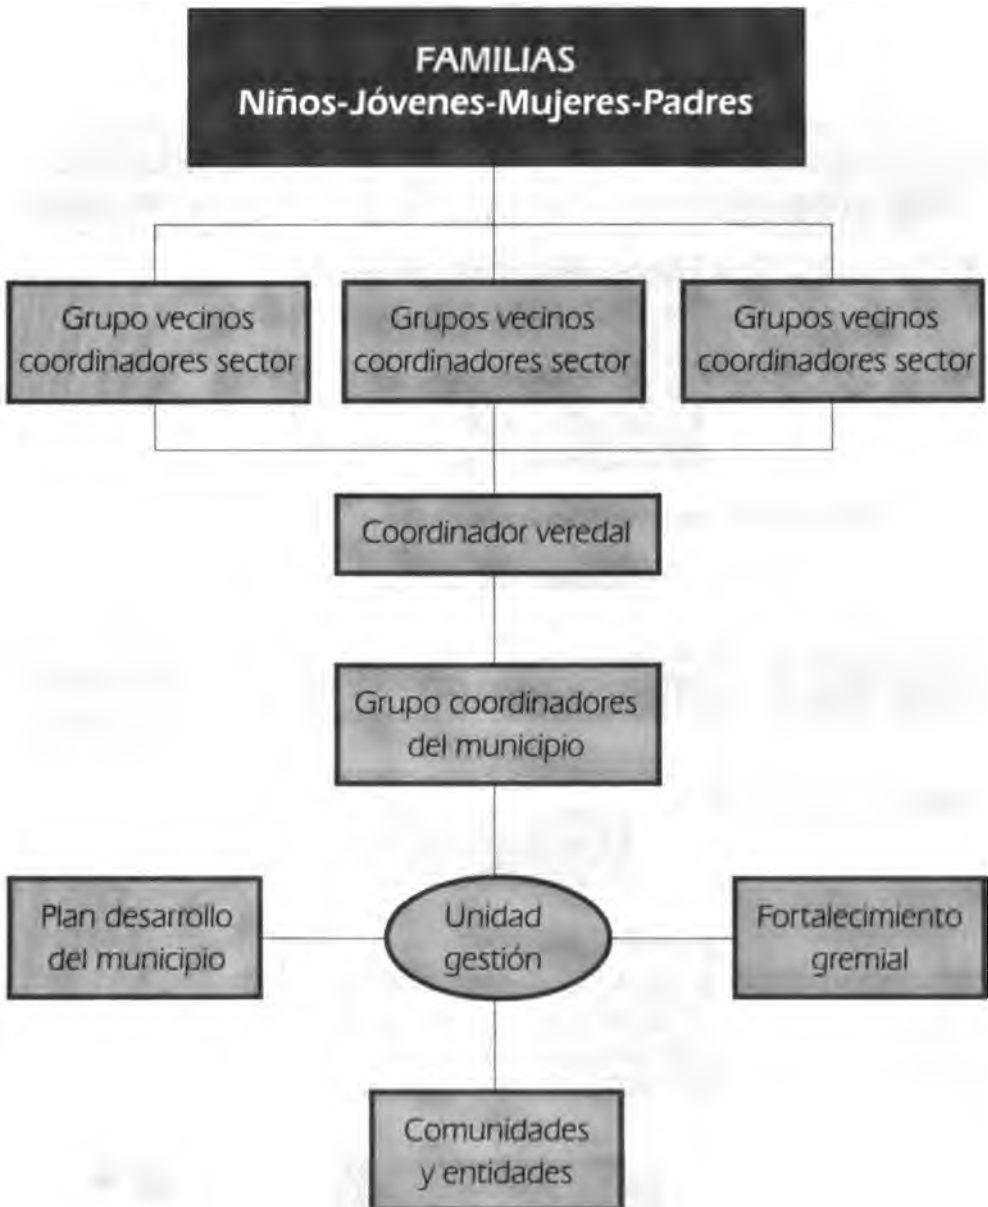 FAMILIAS
Niños-Jóvenes-Mujeres-Padres
Grupo vecinos
coordinadores sector
Grupos vecinos
coordinadores sector
Grupos vecinos
coordinadores sector
Coordinador veredal
Grupo coordinadores
del municipio
Plan desarrollo
del municipio
Unidad
gestión
Fortalecimiento
gremial
Comunidades
y entidades